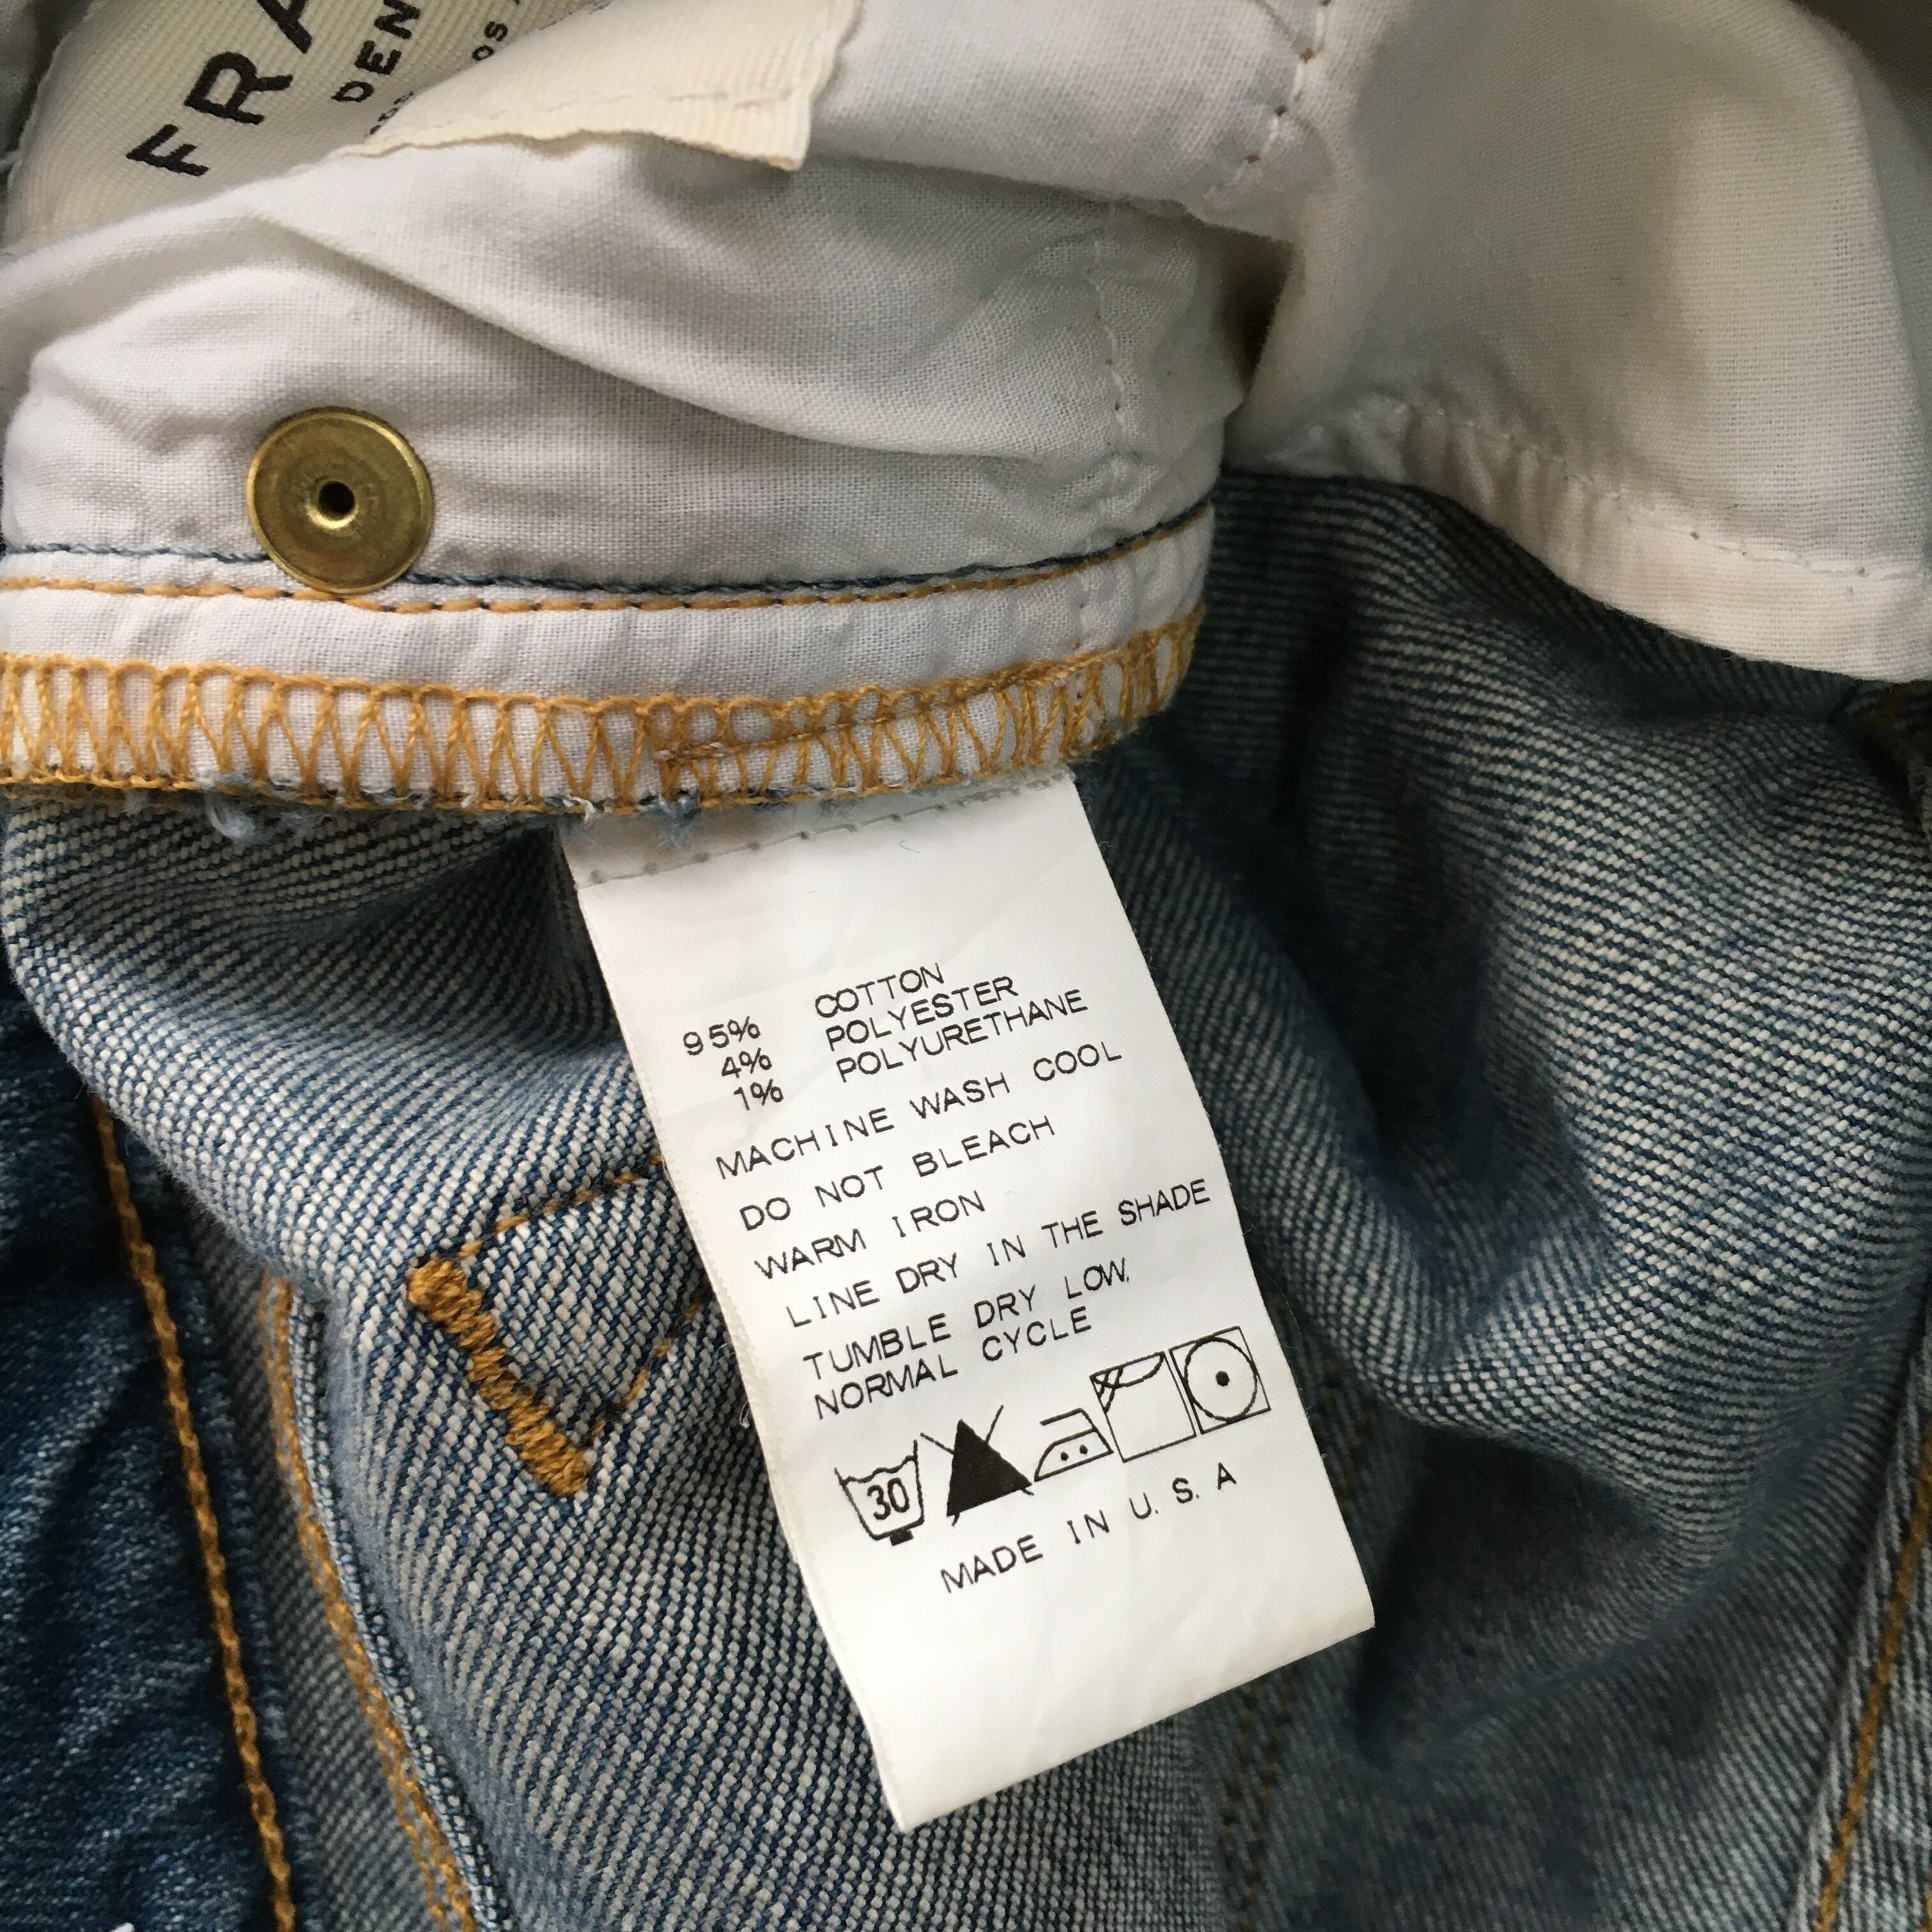 FRA
DEN
OS
95% COTTON
4% POLYESTER
1% POLYURETHANE
MACHINE WASH COOL
DO NOT BLEACH
WARM IRON
LINE DRY IN THE SHADE
TUMBLE DRY LOW,
NORMAL CYCLE
30
MADE IN U.S.A